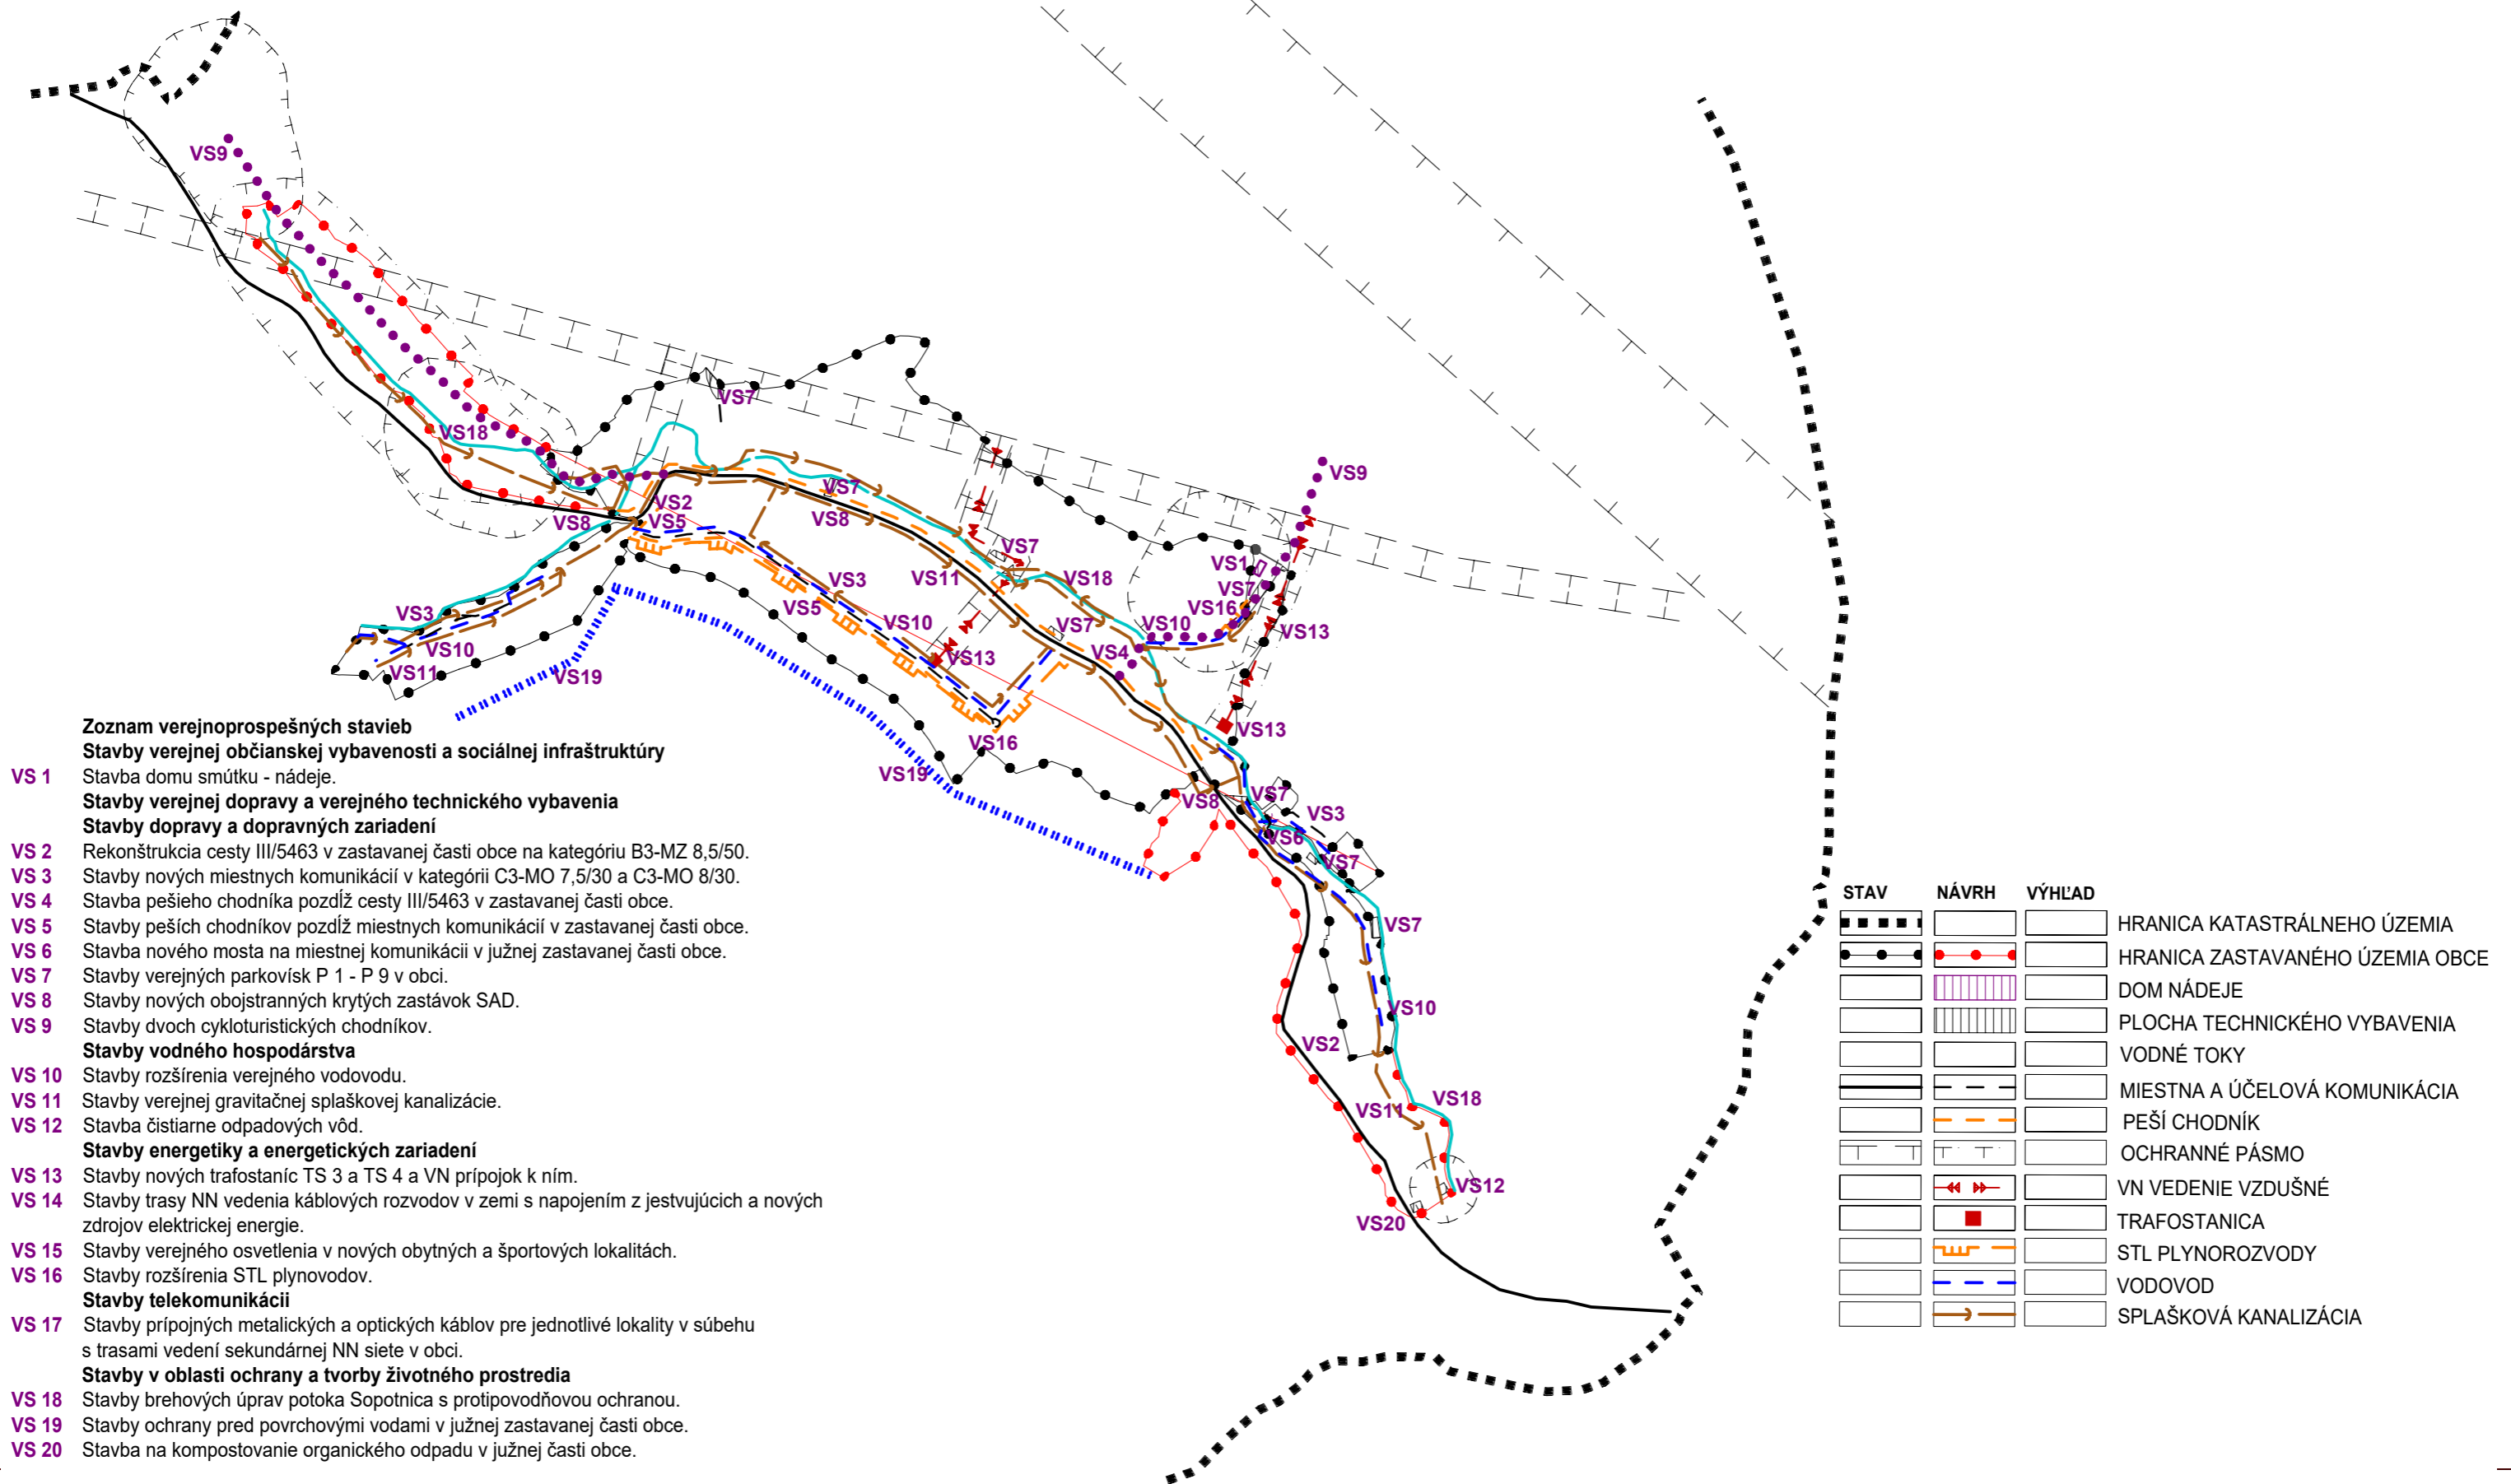 VS9
VS18
VS7
VS9
VS2
VS8
VS5
VS7
VS8
VS7
VS11
VS18
VS1
VS7
VS16
VS10
VS13
VS3
VS5
VS10
VS3
VS10
VS11
VS19
VS13
VS7
VS4
VS13
VS16
VS19
VS8
VS7
VS3
VS6
VS7
VS7
VS10
VS2
VS11
VS18
VS12
VS20
Zoznam verejnoprospešných stavieb
Stavby verejnej občianskej vybavenosti a sociálnej infraštruktúry
VS 1 Stavba domu smútku - nádeje.
Stavby verejnej dopravy a verejného technického vybavenia
Stavby dopravy a dopravných zariadení
VS 2 Rekonštrukcia cesty III/5463 v zastavanej časti obce na kategóriu B3-MZ 8,5/50.
VS 3 Stavby nových miestnych komunikácií v kategórii C3-MO 7,5/30 a C3-MO 8/30.
VS 4 Stavba pešieho chodníka pozdĺž cesty III/5463 v zastavanej časti obce.
VS 5 Stavby peších chodníkov pozdĺž miestnych komunikácií v zastavanej časti obce.
VS 6 Stavba nového mosta na miestnej komunikácii v južnej zastavanej časti obce.
VS 7 Stavby verejných parkovísk P 1 - P 9 v obci.
VS 8 Stavby nových obojstranných krytých zastávok SAD.
VS 9 Stavby dvoch cykloturistických chodníkov.
Stavby vodného hospodárstva
VS 10 Stavby rozšírenia verejného vodovodu.
VS 11 Stavby verejnej gravitačnej splaškovej kanalizácie.
VS 12 Stavba čistiarne odpadových vôd.
Stavby energetiky a energetických zariadení
VS 13 Stavby nových trafostaníc TS 3 a TS 4 a VN prípojok k ním.
VS 14 Stavby trasy NN vedenia káblových rozvodov v zemi s napojením z jestvujúcich a nových
zdrojov elektrickej energie.
VS 15 Stavby verejného osvetlenia v nových obytných a športových lokalitách.
VS 16 Stavby rozšírenia STL plynovodov.
Stavby telekomunikácii
VS 17 Stavby prípojných metalických a optických káblov pre jednotlivé lokality v súbehu
s trasami vedení sekundárnej NN siete v obci.
Stavby v oblasti ochrany a tvorby životného prostredia
VS 18 Stavby brehových úprav potoka Sopotnica s protipovodňovou ochranou.
VS 19 Stavby ochrany pred povrchovými vodami v južnej zastavanej časti obce.
VS 20 Stavba na kompostovanie organického odpadu v južnej časti obce.
STAV NÁVRH VÝHĽAD
HRANICA KATASTRÁLNEHO ÚZEMIA
HRANICA ZASTAVANÉHO ÚZEMIA OBCE
DOM NÁDEJE
PLOCHA TECHNICKÉHO VYBAVENIA
VODNÉ TOKY
MIESTNA A ÚČELOVÁ KOMUNIKÁCIA
PEŠÍ CHODNÍK
OCHRANNÉ PÁSMO
VN VEDENIE VZDUŠNÉ
TRAFOSTANICA
STL PLYNOROZVODY
VODOVOD
SPLAŠKOVÁ KANALIZÁCIA